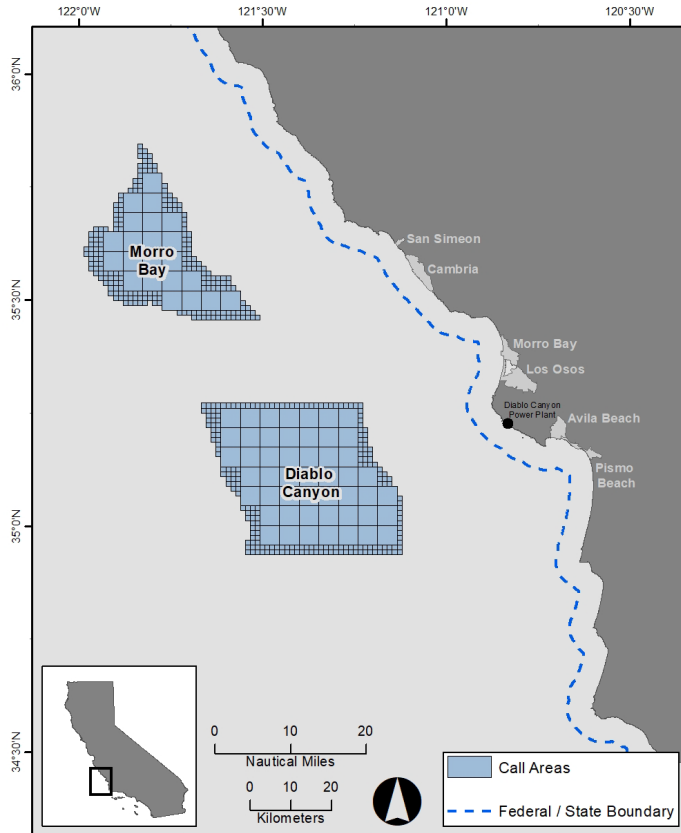 122°0'W 121°30'W 121°0'W 120°30'W
36°0'N
San Simeon
Morro
Bay
Cambria
35°30'N
Morro Bay
Los Osos
Diablo Canyon
Power Plant
Avila Beach
Diablo
Canyon
Pismo
Beach
35°0'N
34°30'N
0 10 20
Nautical Miles
0 10 20
Kilometers
Call Areas
Federal / State Boundary